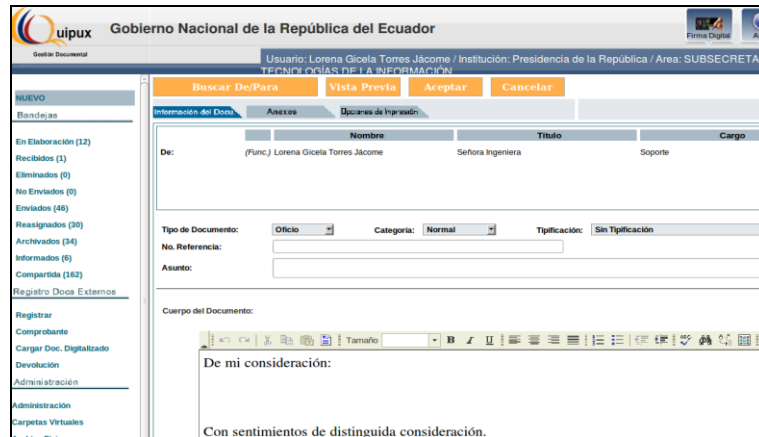 Quipux
Gestión Documental
Gobierno Nacional de la República del Ecuador
Firma Digital
Usuario: Lorena Gicela Torres Jácome / Institución: Presidencia de la República / Area: SUBSECRETA
TECNOLOGÍAS DE LA INFORMACIÓN
NUEVO
Bandejas
En Elaboración (12)
Recibidos (1)
Eliminados (0)
No Enviados (0)
Enviados (46)
Reasignados (30)
Archivados (34)
Informados (6)
Compartida (162)
Registro Docs Externos
Registrar
Comprobante
Cargar Doc. Digitalizado
Devolución
Administración
Administración
Carpetas Virtuales
Buscar De/Para Vista Previa Aceptar Cancelar
Información del Docu. Anexos Opciones de Impresión
Nombre Título Cargo
De: (Func.) Lorena Gicela Torres Jácome Señora Ingeniera Soporte
Tipo de Documento: Oficio Categoría: Normal Tipificación: Sin Tipificación
No. Referencia:
Asunto:
Cuerpo del Documento:
Tamaño B I U
De mi consideración:
Con sentimientos de distinguida consideración.